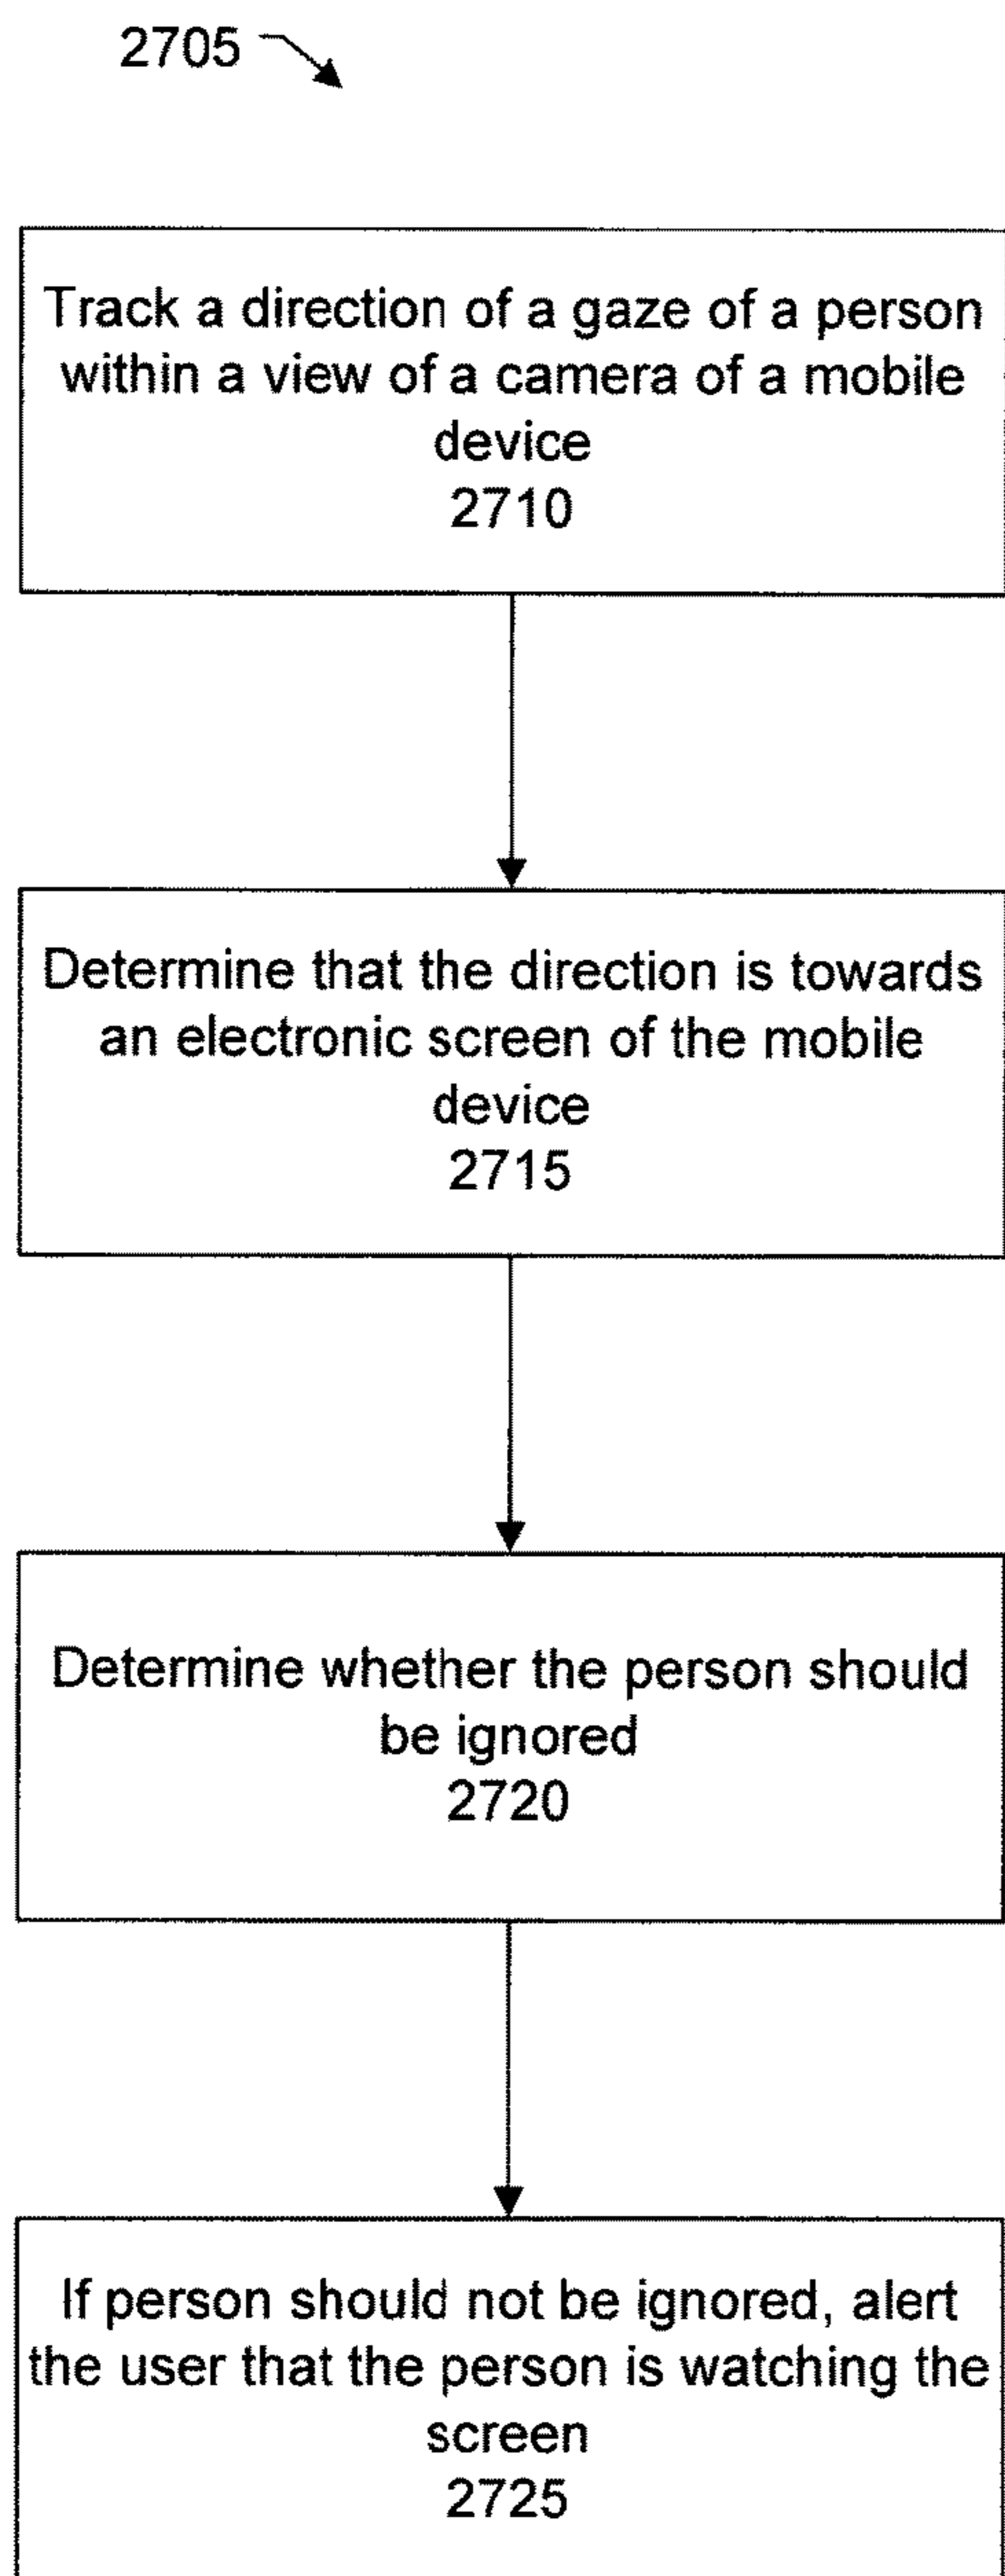 2705
Track a direction of a gaze of a person
within a view of a camera of a mobile
device
2710
Determine that the direction is towards
an electronic screen of the mobile
device
2715
Determine whether the person should
be ignored
2720
If person should not be ignored, alert
the user that the person is watching the
screen
2725